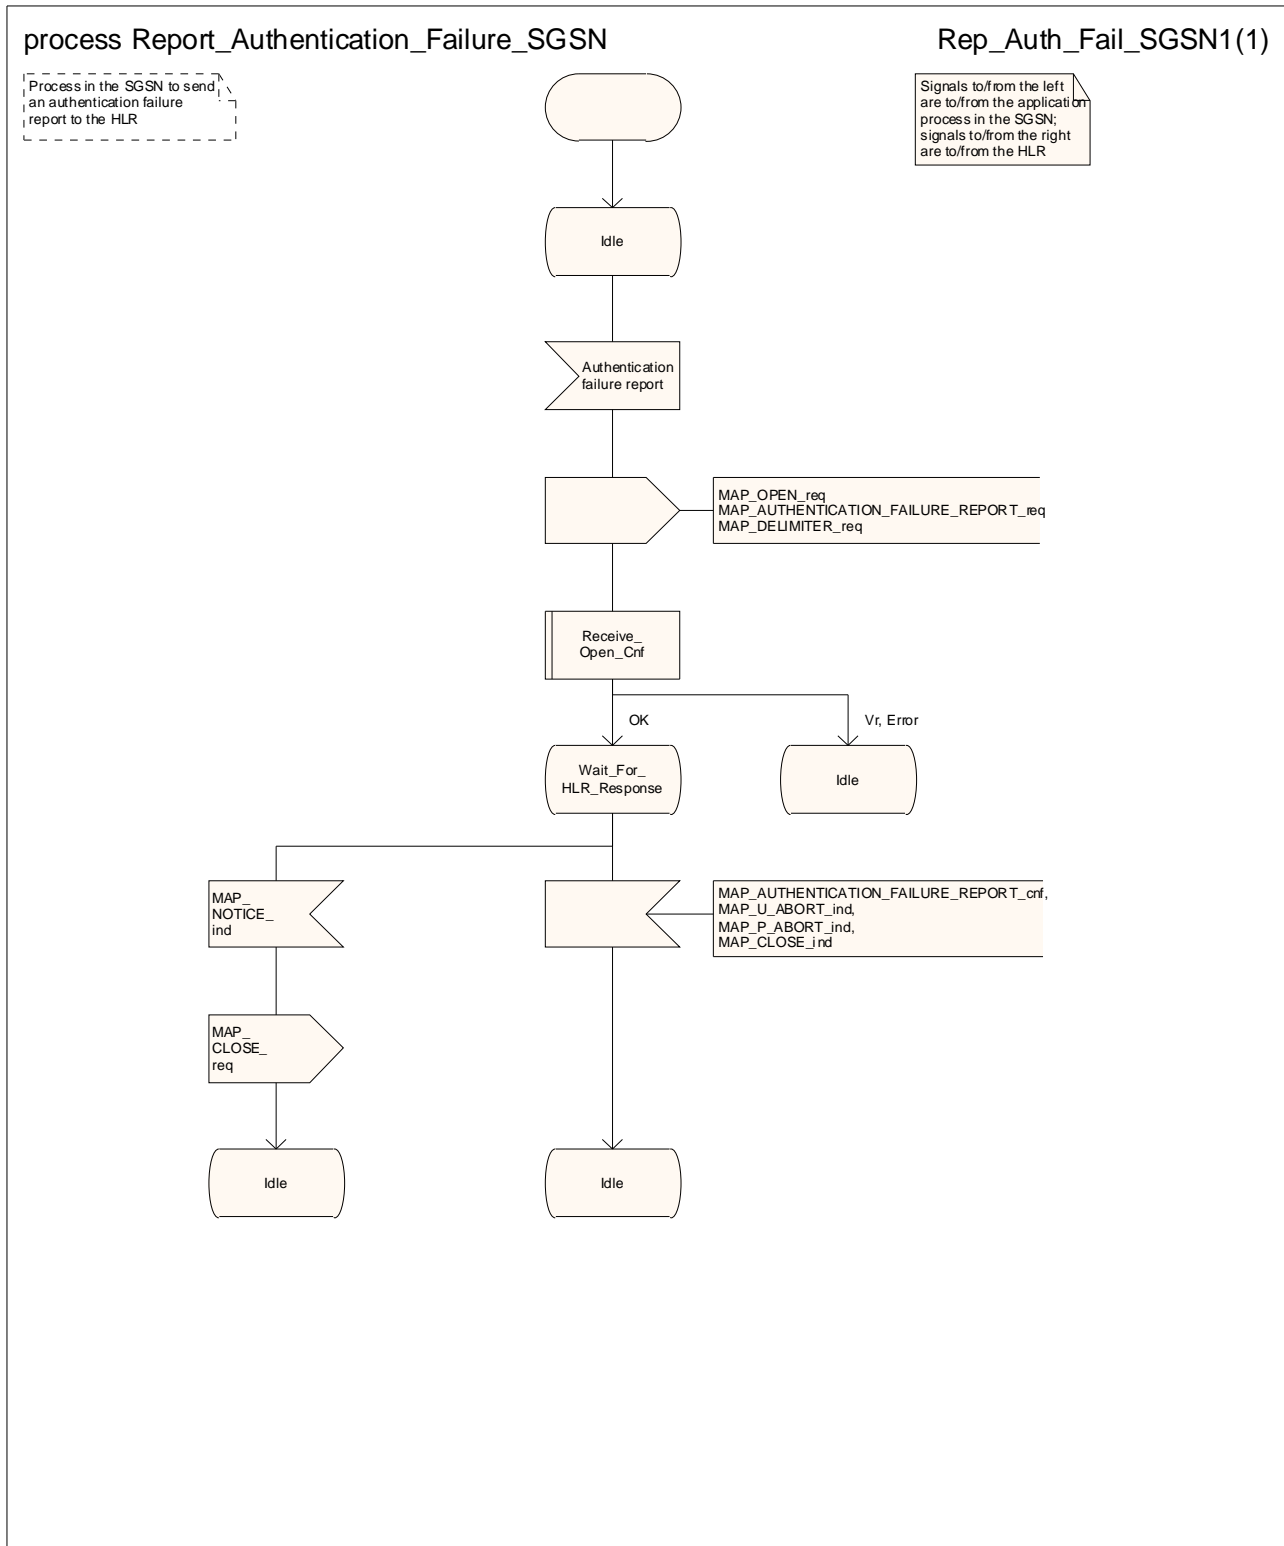 process Report_Authentication_Failure_SGSN
Rep_Auth_Fail_SGSN1(1)
Process in the SGSN to send
an authentication failure
report to the HLR
Signals to/from the left
are to/from the application
process in the SGSN;
signals to/from the right
are to/from the HLR
Idle
Authentication
failure report
MAP_OPEN_req
MAP_AUTHENTICATION_FAILURE_REPORT_req
MAP_DELIMITER_req
Receive_
Open_Cnf
OK
Vr, Error
Wait_For_
HLR_Response
Idle
MAP_
NOTICE_
ind
MAP_AUTHENTICATION_FAILURE_REPORT_cnf,
MAP_U_ABORT_ind,
MAP_P_ABORT_ind,
MAP_CLOSE_ind
MAP_
CLOSE_
req
Idle
Idle